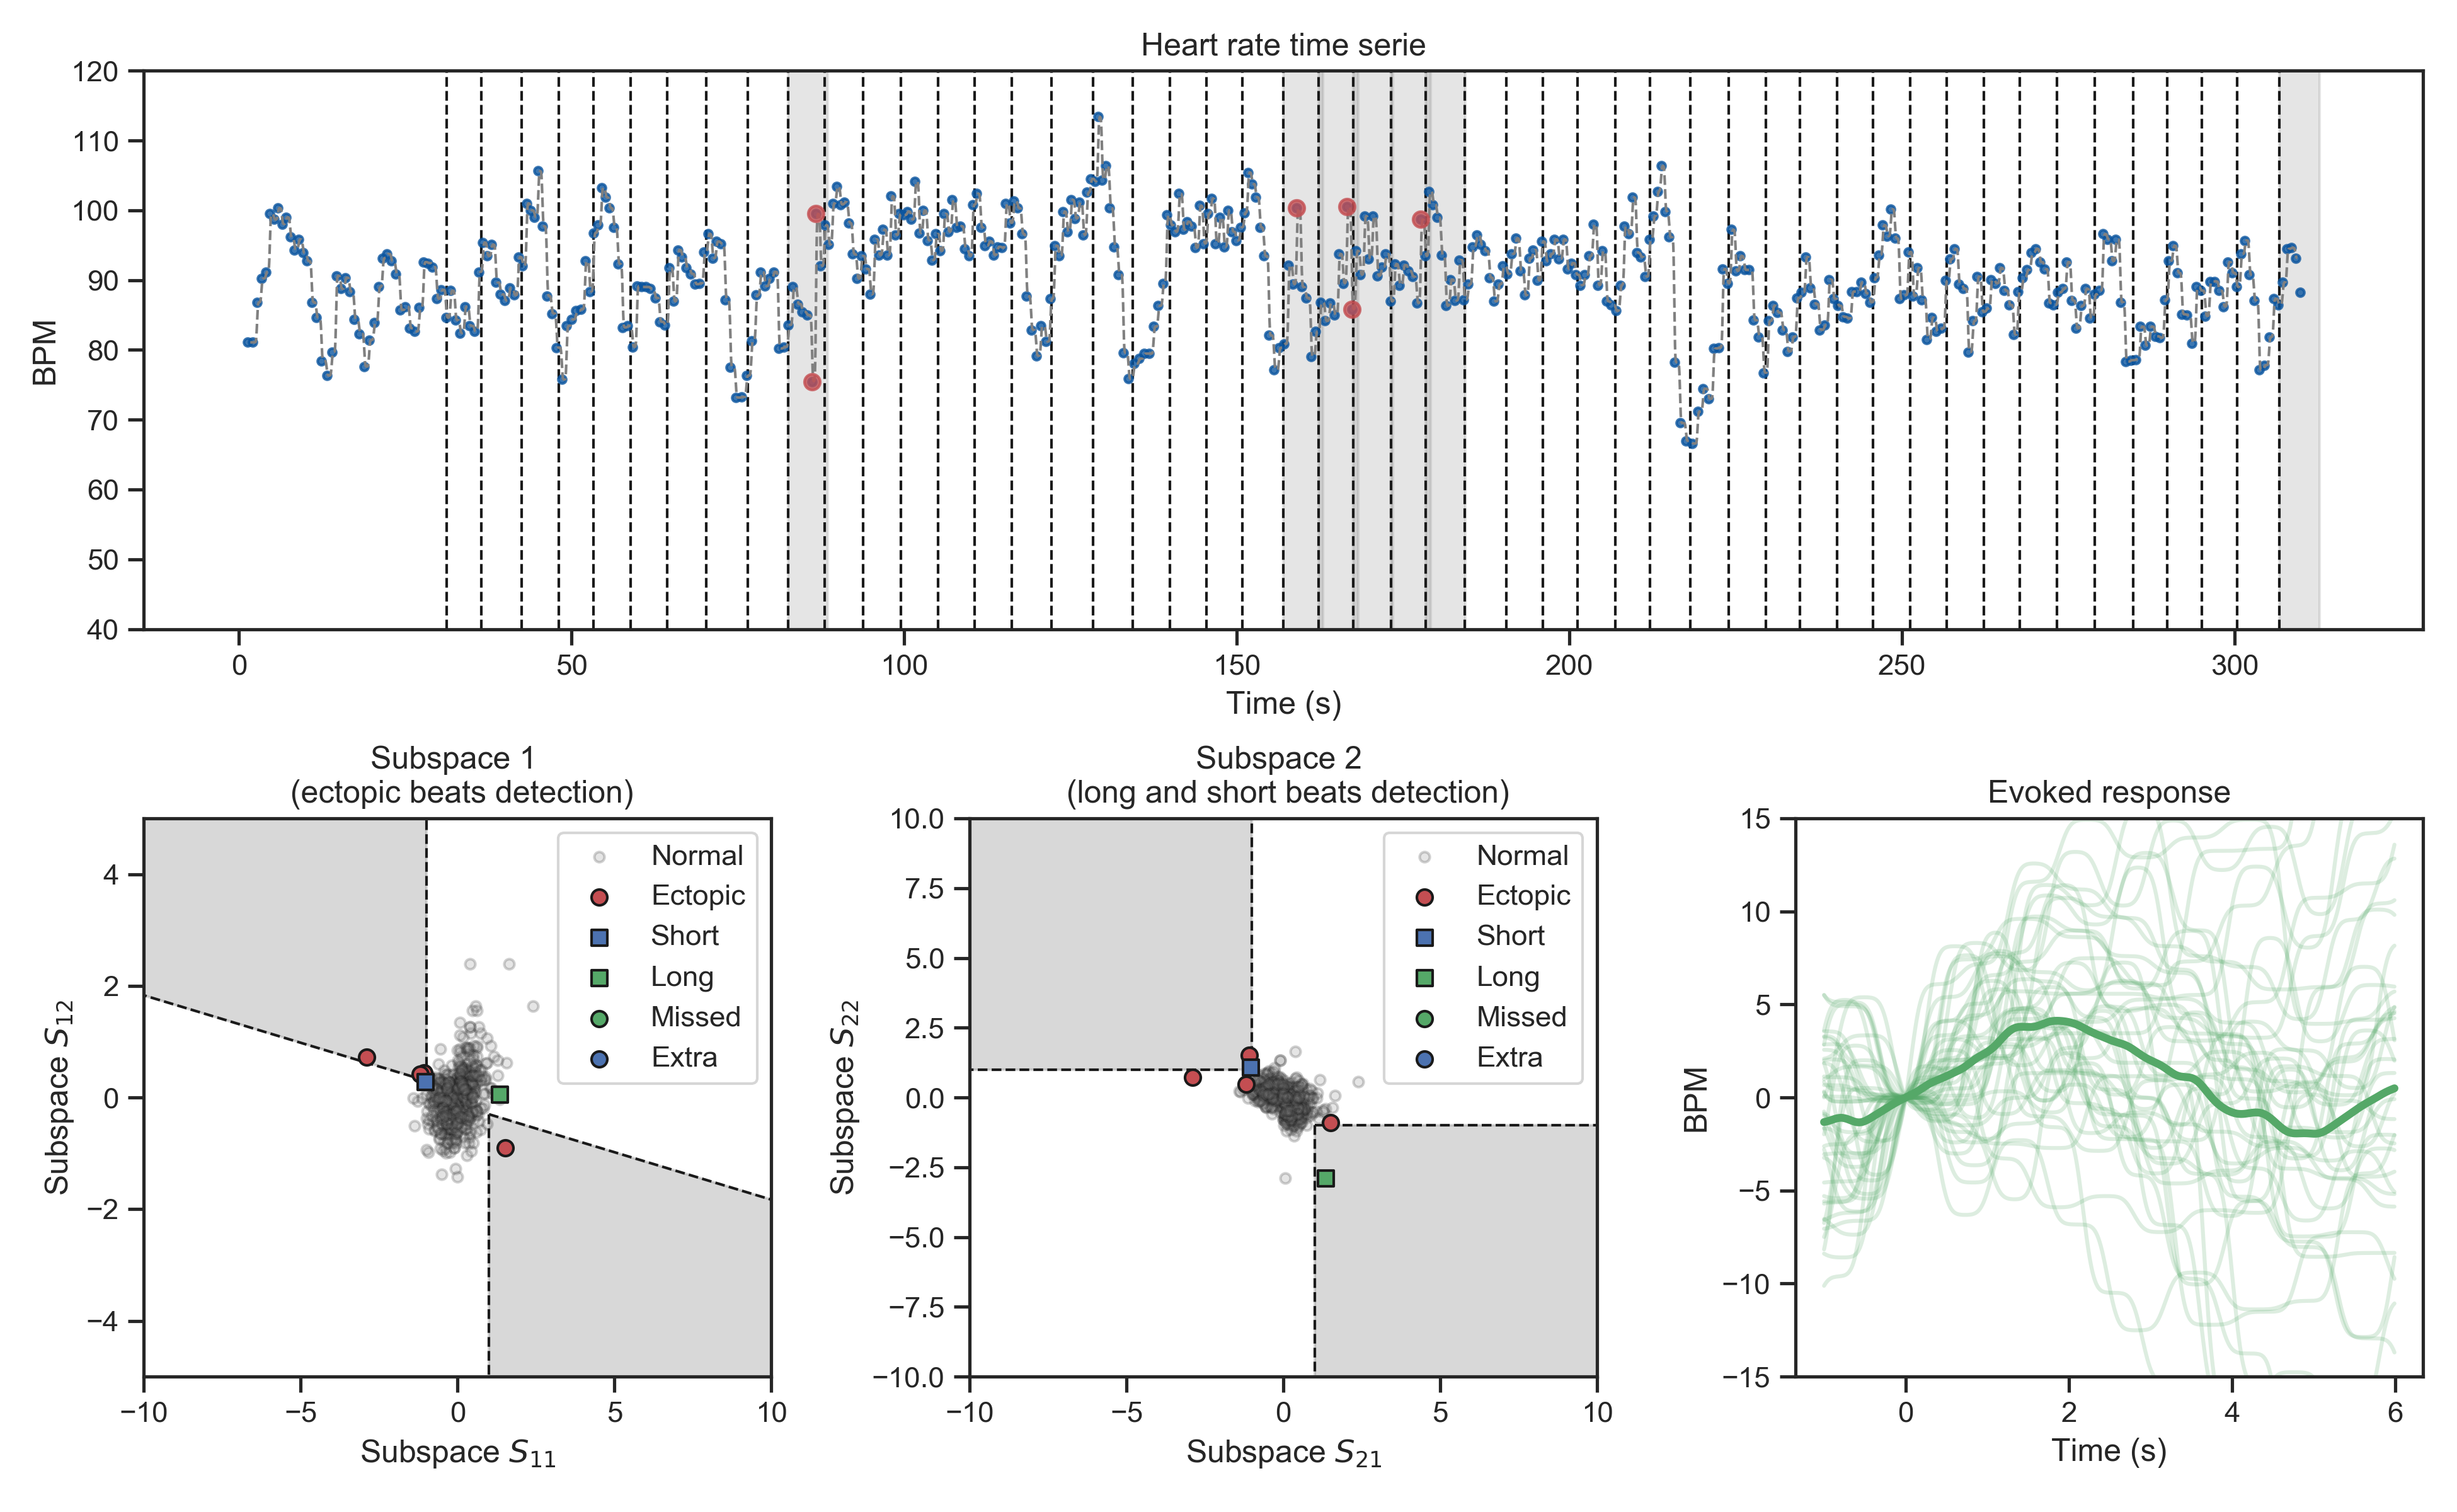 Heart rate time serie
120
110
100
90
80
70
60
50
40
BPM
0 50 100 150 200 250 300
Time (s)
Subspace 1
(ectopic beats detection)
4
2
0
−2
−4
Subspace S12
Normal
Ectopic
Short
Long
Missed
Extra
−10 −5 0 5 10
Subspace S11
Subspace 2
(long and short beats detection)
10.0
7.5
5.0
2.5
0.0
−2.5
−5.0
−7.5
−10.0
Subspace S22
Normal
Ectopic
Short
Long
Missed
Extra
−10 −5 0 5 10
Subspace S21
Evoked response
15
10
5
0
−5
−10
−15
BPM
0 2 4 6
Time (s)